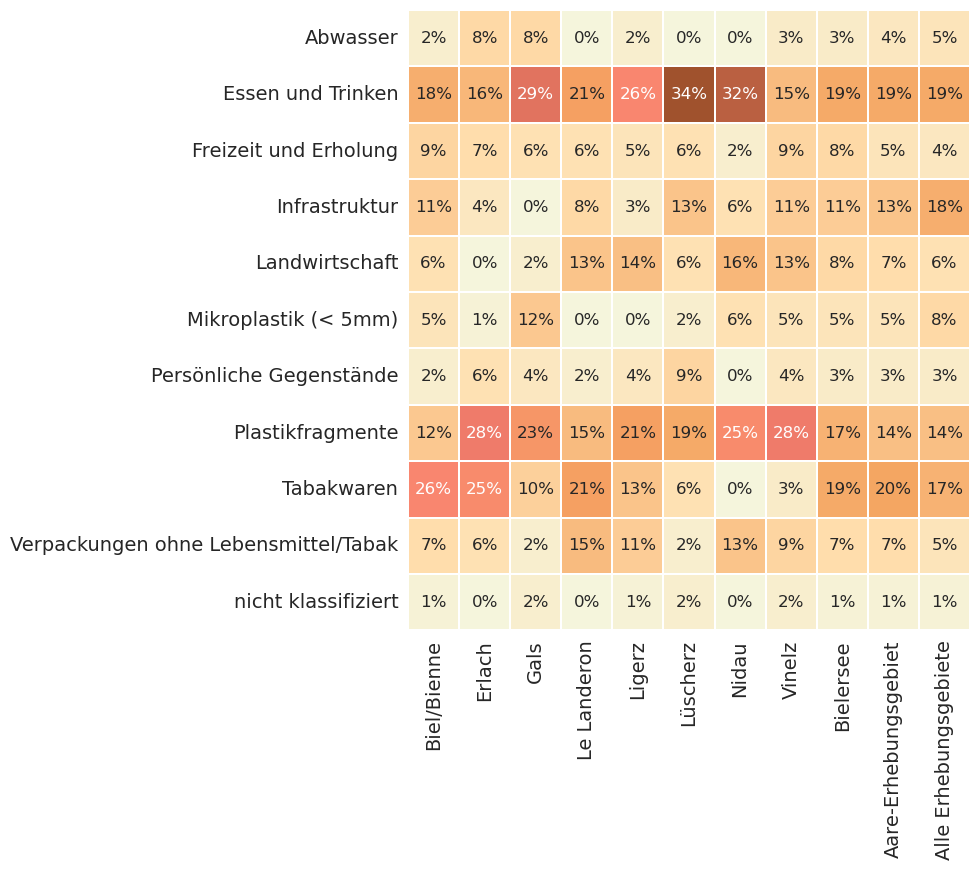 Abwasser 2% 8% 8% 0% 2% 0% 0% 3% 3% 4% 5%
Essen und Trinken 18% 16% 29% 21% 26% 34% 32% 15% 19% 19% 19%
Freizeit und Erholung 9% 7% 6% 6% 5% 6% 2% 9% 8% 5% 4%
Infrastruktur 11% 4% 0% 8% 3% 13% 6% 11% 11% 13% 18%
Landwirtschaft 6% 0% 2% 13% 14% 6% 16% 13% 8% 7% 6%
Mikroplastik (< 5mm) 5% 1% 12% 0% 0% 2% 6% 5% 5% 5% 8%
Persönliche Gegenstände 2% 6% 4% 2% 4% 9% 0% 4% 3% 3% 3%
Plastikfragmente 12% 28% 23% 15% 21% 19% 25% 28% 17% 14% 14%
Tabakwaren 26% 25% 10% 21% 13% 6% 0% 3% 19% 20% 17%
Verpackungen ohne Lebensmittel/Tabak 7% 6% 2% 15% 11% 2% 13% 9% 7% 7% 5%
nicht klassifiziert 1% 0% 2% 0% 1% 2% 0% 2% 1% 1% 1%
Biel/Bienne
Erlach
Gals
Le Landeron
Ligerz
Lüscherz
Nidau
Vinelz
Bielersee
Aare-Erhebungsgebiet
Alle Erhebungsgebiete